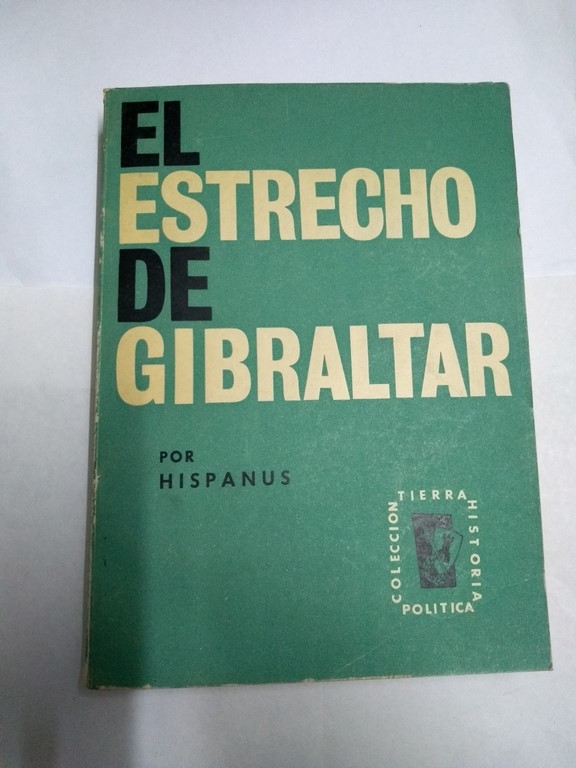 EL
ESTRECHO
DE
GIBRALTAR
POR
HISPANUS
COLECCION
TIERRA
HISTORIA
POLITICA